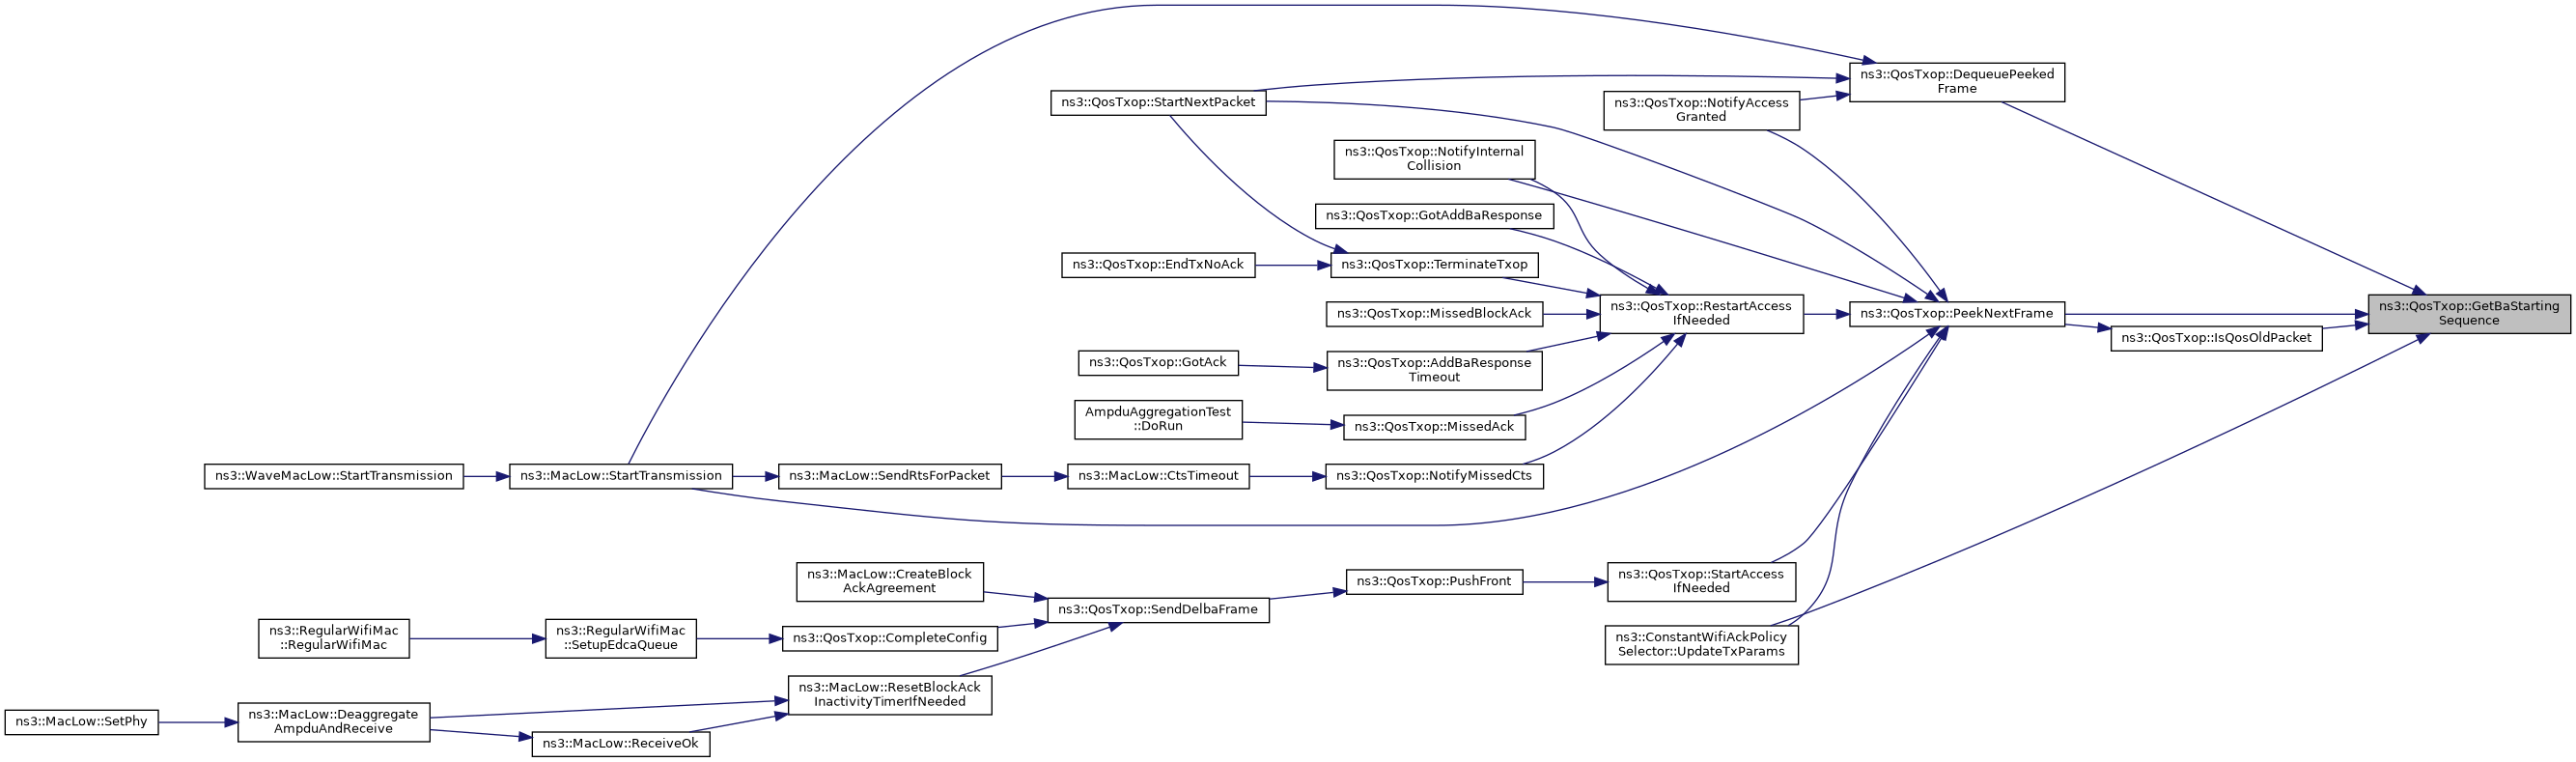 ns3::QosTxop::DequeuePeeked
Frame
ns3::QosTxop::StartNextPacket
ns3::QosTxop::NotifyAccess
Granted
ns3::QosTxop::NotifyInternal
Collision
ns3::QosTxop::GotAddBaResponse
ns3::QosTxop::EndTxNoAck
ns3::QosTxop::TerminateTxop
ns3::QosTxop::MissedBlockAck
ns3::QosTxop::RestartAccess
IfNeeded
ns3::QosTxop::PeekNextFrame
ns3::QosTxop::GetBaStarting
Sequence
ns3::QosTxop::IsQosOldPacket
ns3::QosTxop::GotAck
ns3::QosTxop::AddBaResponse
Timeout
AmpduAggregationTest
::DoRun
ns3::QosTxop::MissedAck
ns3::WaveMacLow::StartTransmission
ns3::MacLow::StartTransmission
ns3::MacLow::SendRtsForPacket
ns3::MacLow::CtsTimeout
ns3::QosTxop::NotifyMissedCts
ns3::MacLow::CreateBlock
AckAgreement
ns3::QosTxop::SendDelbaFrame
ns3::QosTxop::PushFront
ns3::QosTxop::StartAccess
IfNeeded
ns3::RegularWifiMac
::RegularWifiMac
ns3::RegularWifiMac
::SetupEdcaQueue
ns3::QosTxop::CompleteConfig
ns3::ConstantWifiAckPolicy
Selector::UpdateTxParams
ns3::MacLow::ResetBlockAck
InactivityTimerIfNeeded
ns3::MacLow::SetPhy
ns3::MacLow::Deaggregate
AmpduAndReceive
ns3::MacLow::ReceiveOk